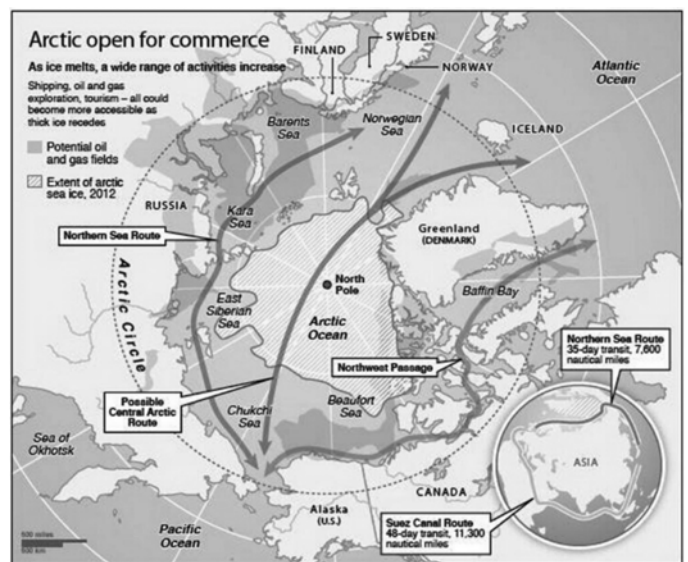 Arctic open for commerce
As ice melts, a wide range of activities increase
Shipping, oil and gas
exploration, tourism – all could
become more accessible as
thick ice recedes
Potential oil
and gas fields
Extent of arctic
sea ice, 2012
FINLAND
SWEDEN
NORWAY
Atlantic
Ocean
Barents
Sea
Norwegian
Sea
ICELAND
RUSSIA
Kara
Sea
Northern Sea Route
Greenland
(DENMARK)
Arctic Circle
North
Pole
Baffin Bay
East
Siberian
Sea
Arctic
Ocean
Northern Sea Route
35-day transit, 7,600
nautical miles
Northwest Passage
Possible
Central Arctic
Route
Chukchi
Sea
Beaufort
Sea
Sea of
Okhotsk
ASIA
CANADA
Alaska
(U.S.)
Pacific
Ocean
Suez Canal Route
48-day transit, 11,300
nautical miles
500 miles
500 km